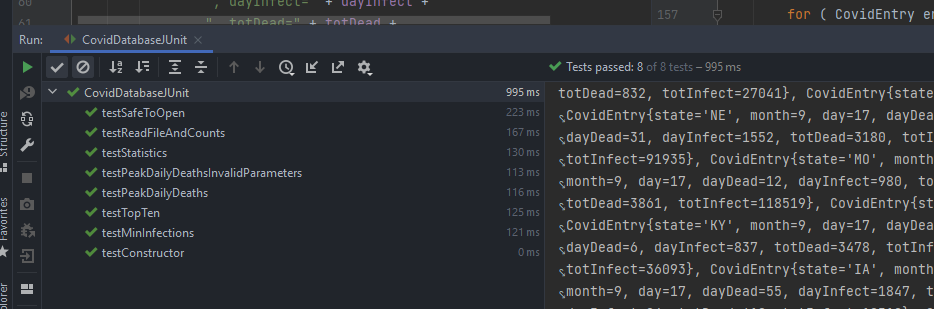 60 ", dayInfect=" + dayInfect +
61 ", totDead=" + totDead +
157 for ( CovidEntry en
Run: CovidDatabaseJUnit
Tests passed: 8 of 8 tests – 995 ms
CovidDatabaseJUnit 995 ms
testSafeToOpen 223 ms
testReadFileAndCounts 167 ms
testStatistics 130 ms
testPeakDailyDeathsInvalidParameters 113 ms
testPeakDailyDeaths 116 ms
testTopTen 125 ms
testMinInfections 121 ms
testConstructor 0 ms
totDead=832, totInfect=27041}, CovidEntry{state
CovidEntry{state='NE', month=9, day=17, dayDea
dayDead=31, dayInfect=1552, totDead=3180, totI
totInfect=91935}, CovidEntry{state='MO', month
month=9, day=17, dayDead=12, dayInfect=980, to
totDead=3861, totInfect=118519}, CovidEntry{st
CovidEntry{state='KY', month=9, day=17, dayDea
dayDead=6, dayInfect=837, totDead=3478, totInf
totInfect=36093}, CovidEntry{state='IA', month
month=9, day=17, dayDead=55, dayInfect=1847, t
Structure
Favorites
plorer